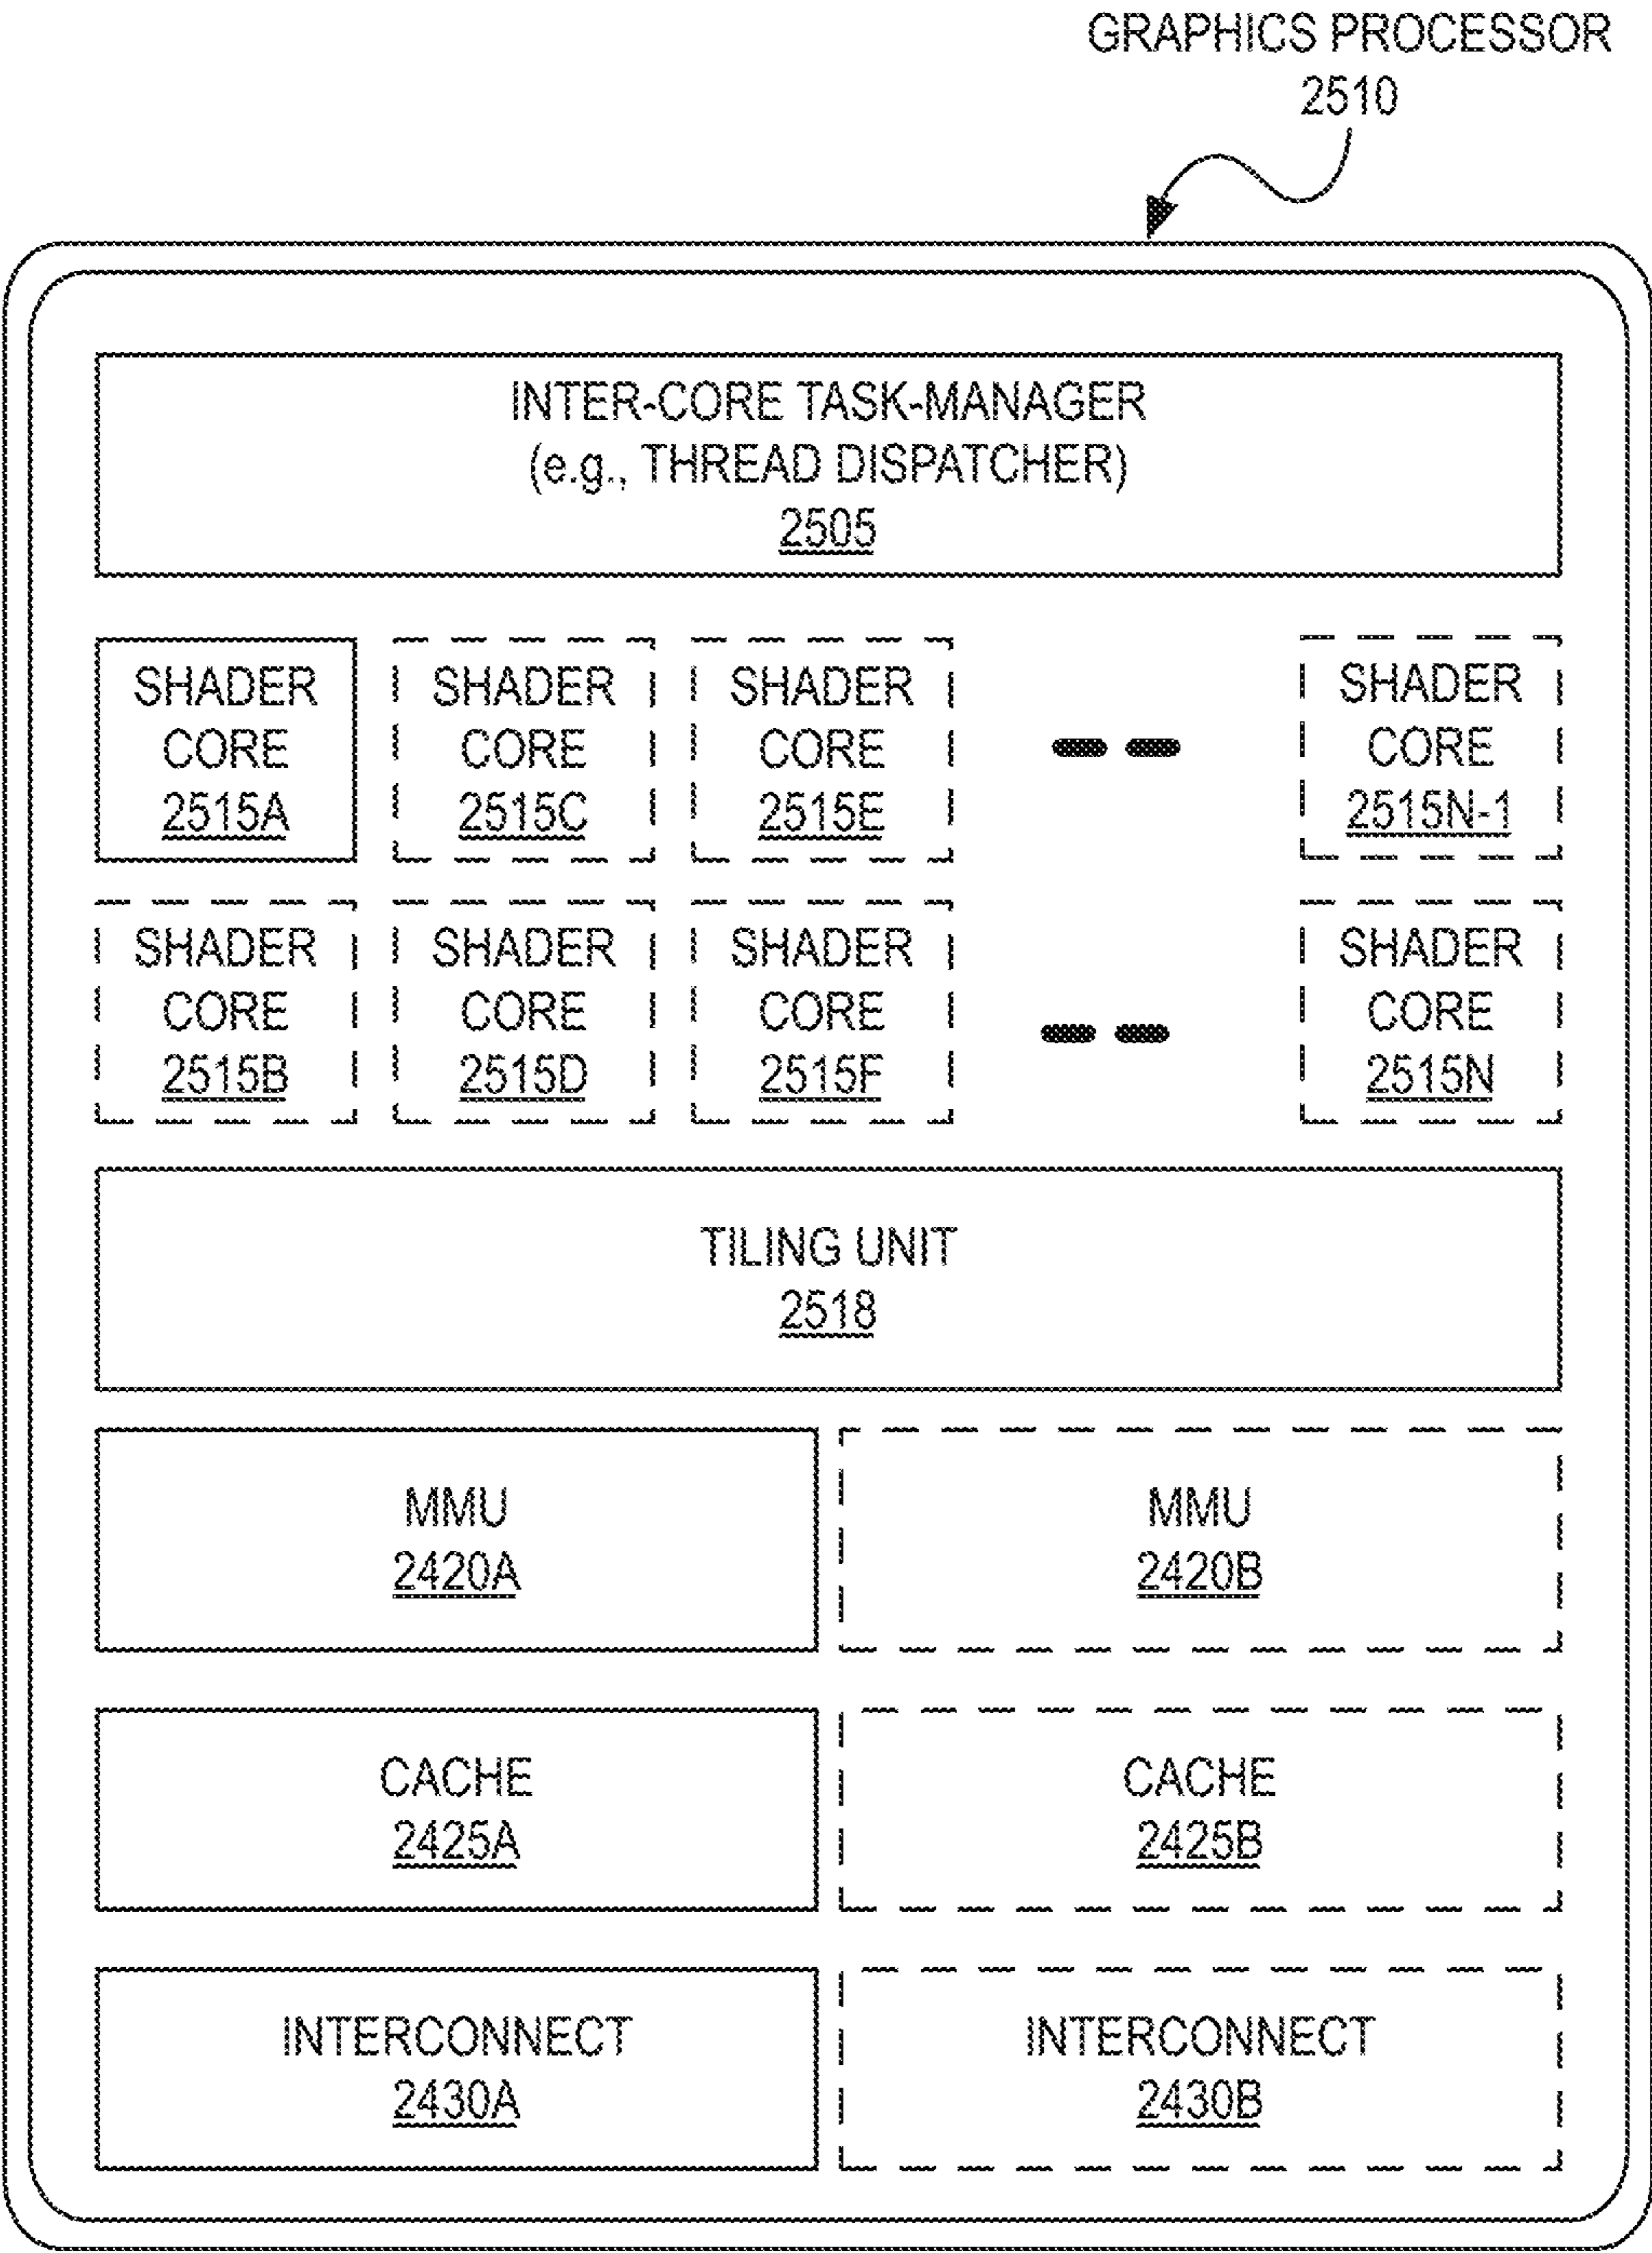 GRAPHICS PROCESSOR
2510
INTER-CORE TASK-MANAGER
(e.g., THREAD DISPATCHER)
2505
SHADER
CORE
2515A
SHADER
CORE
2515C
SHADER
CORE
2515E
SHADER
CORE
2515N-1
SHADER
CORE
2515B
SHADER
CORE
2515D
SHADER
CORE
2515F
SHADER
CORE
2515N
TILING UNIT
2518
MMU
2420A
MMU
2420B
CACHE
2425A
CACHE
2425B
INTERCONNECT
2430A
INTERCONNECT
2430B